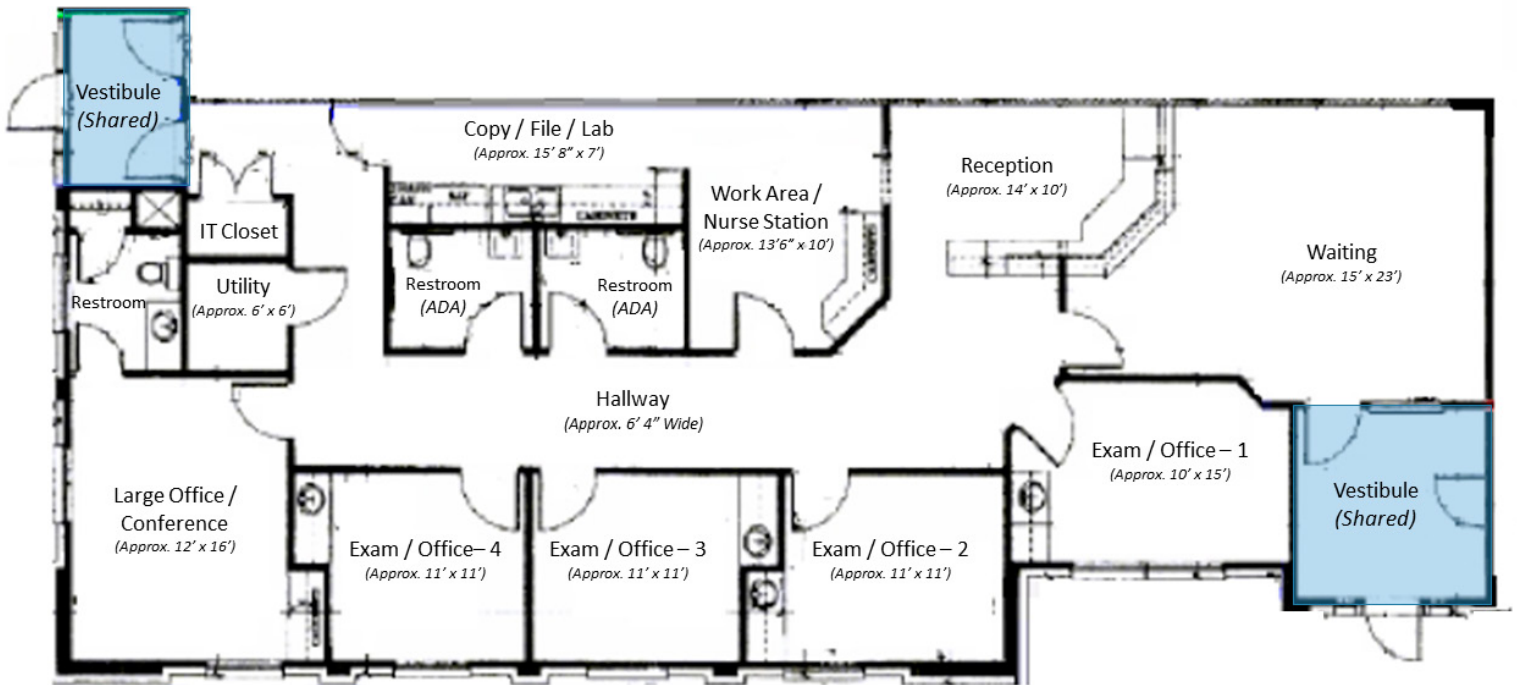 Vestibule
(Shared)
Copy / File / Lab
(Approx. 15' 8" x 7')
Reception
(Approx. 14' x 10')
Work Area /
Nurse Station
(Approx. 13'6" x 10')
IT Closet
Waiting
(Approx. 15' x 23')
Restroom
Utility
(Approx. 6' x 6')
Restroom
(ADA)
Restroom
(ADA)
Hallway
(Approx. 6' 4" Wide)
Exam / Office – 1
(Approx. 10' x 15')
Large Office /
Conference
(Approx. 12' x 16')
Vestibule
(Shared)
Exam / Office– 4
(Approx. 11' x 11')
Exam / Office – 3
(Approx. 11' x 11')
Exam / Office – 2
(Approx. 11' x 11')
CABINETS